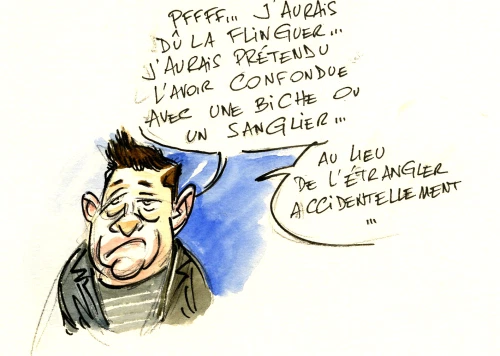 PFFFF... J'AURAIS
DÛ LA FLINGUER...
J'AURAIS PRÉTENDU
L'AVOIR CONFONDUE
AVEC UNE BICHE OU
UN SANGLIER...
AU LIEU
DE L'ÉTRANGLER
ACCIDENTELLEMENT
...